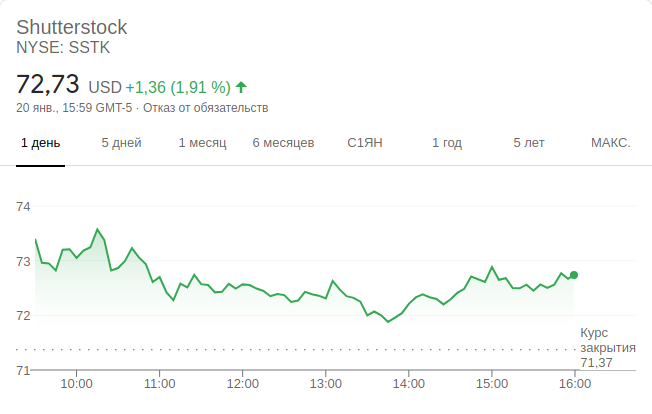 Shutterstock
NYSE: SSTK
72,73 USD +1,36 (1,91 %)
20 янв., 15:59 GMT-5 · Отказ от обязательств
1 день 5 дней 1 месяц 6 месяцев С1ЯН 1 год 5 лет МАКС.
74
73
72
Курс
закрытия
71,37
71
10:00 11:00 12:00 13:00 14:00 15:00 16:00